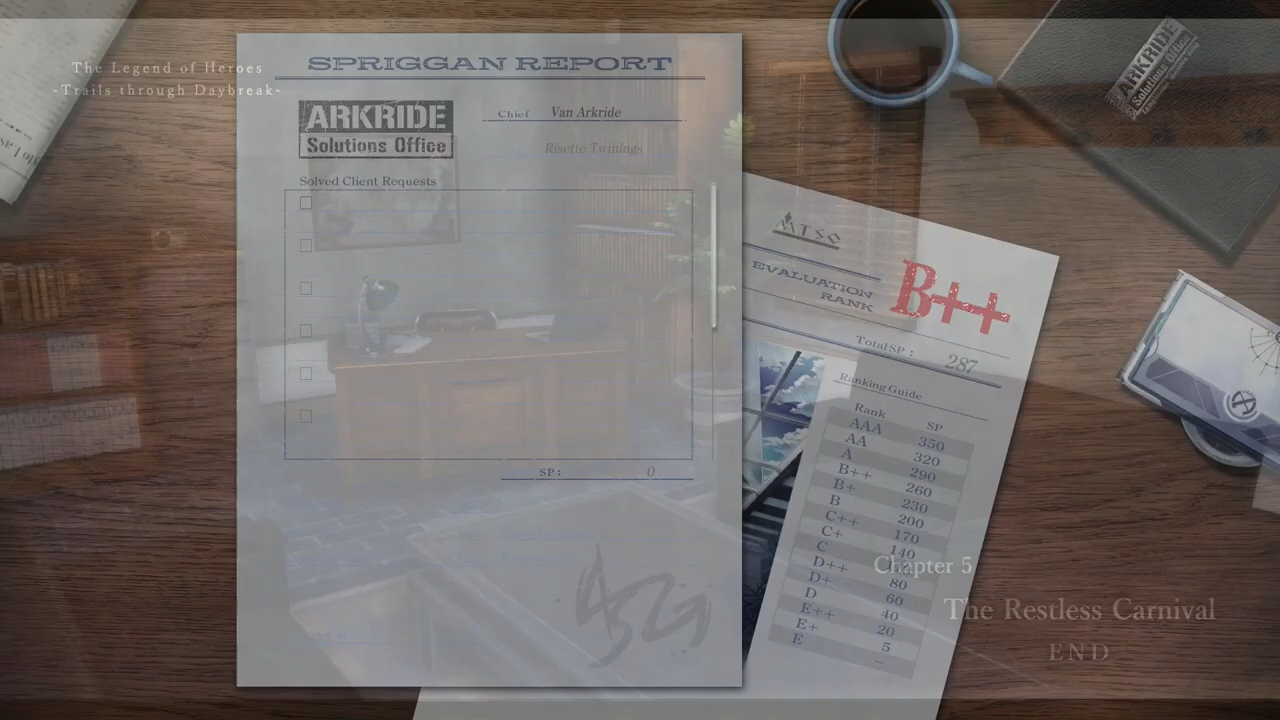 The Legend of Heroes
-Trails through Daybreak-
SPRIGGAN REPORT
ARKRIDE
Solutions Office
Chief Van Arkride
Risette Twinings
Solved Client Requests
SP: 0
ARKRIDE
Solutions Office
MTSO
EVALUATION
RANK
B++
Total SP : 287
Ranking Guide
Rank SP
AAA 350
AA 320
A 290
B++ 260
B+ 230
B 200
C++ 170
C+ 140
C
D++ 80
D+ 60
D 40
E++ 20
E+ 5
E –
Chapter 5
The Restless Carnival
END